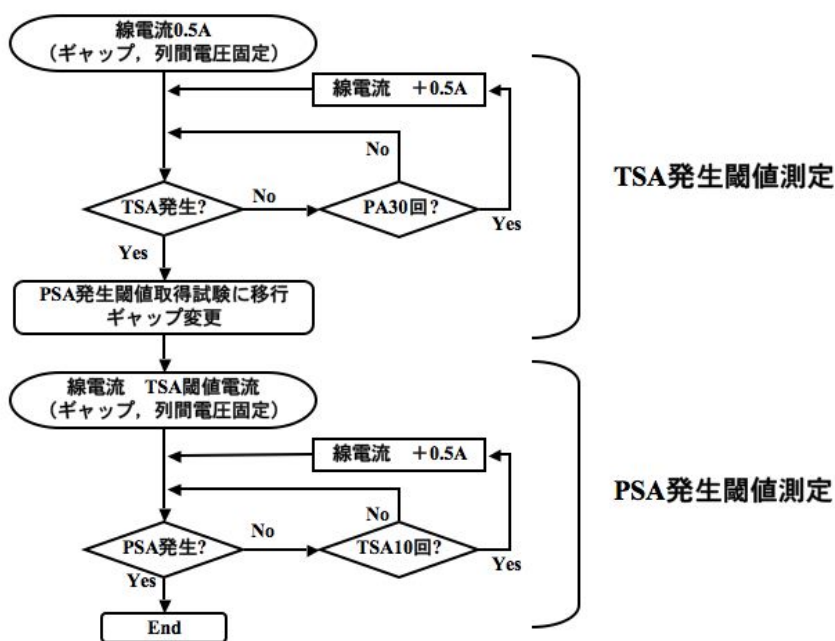 線電流0.5A
（ギャップ，列間電圧固定）
線電流　＋0.5A
No
TSA発生?
No
PA30回?
Yes
Yes
TSA発生閾値測定
PSA発生閾値取得試験に移行
ギャップ変更
線電流　TSA閾値電流
（ギャップ，列間電圧固定）
線電流　＋0.5A
No
PSA発生?
No
TSA10回?
Yes
Yes
PSA発生閾値測定
End